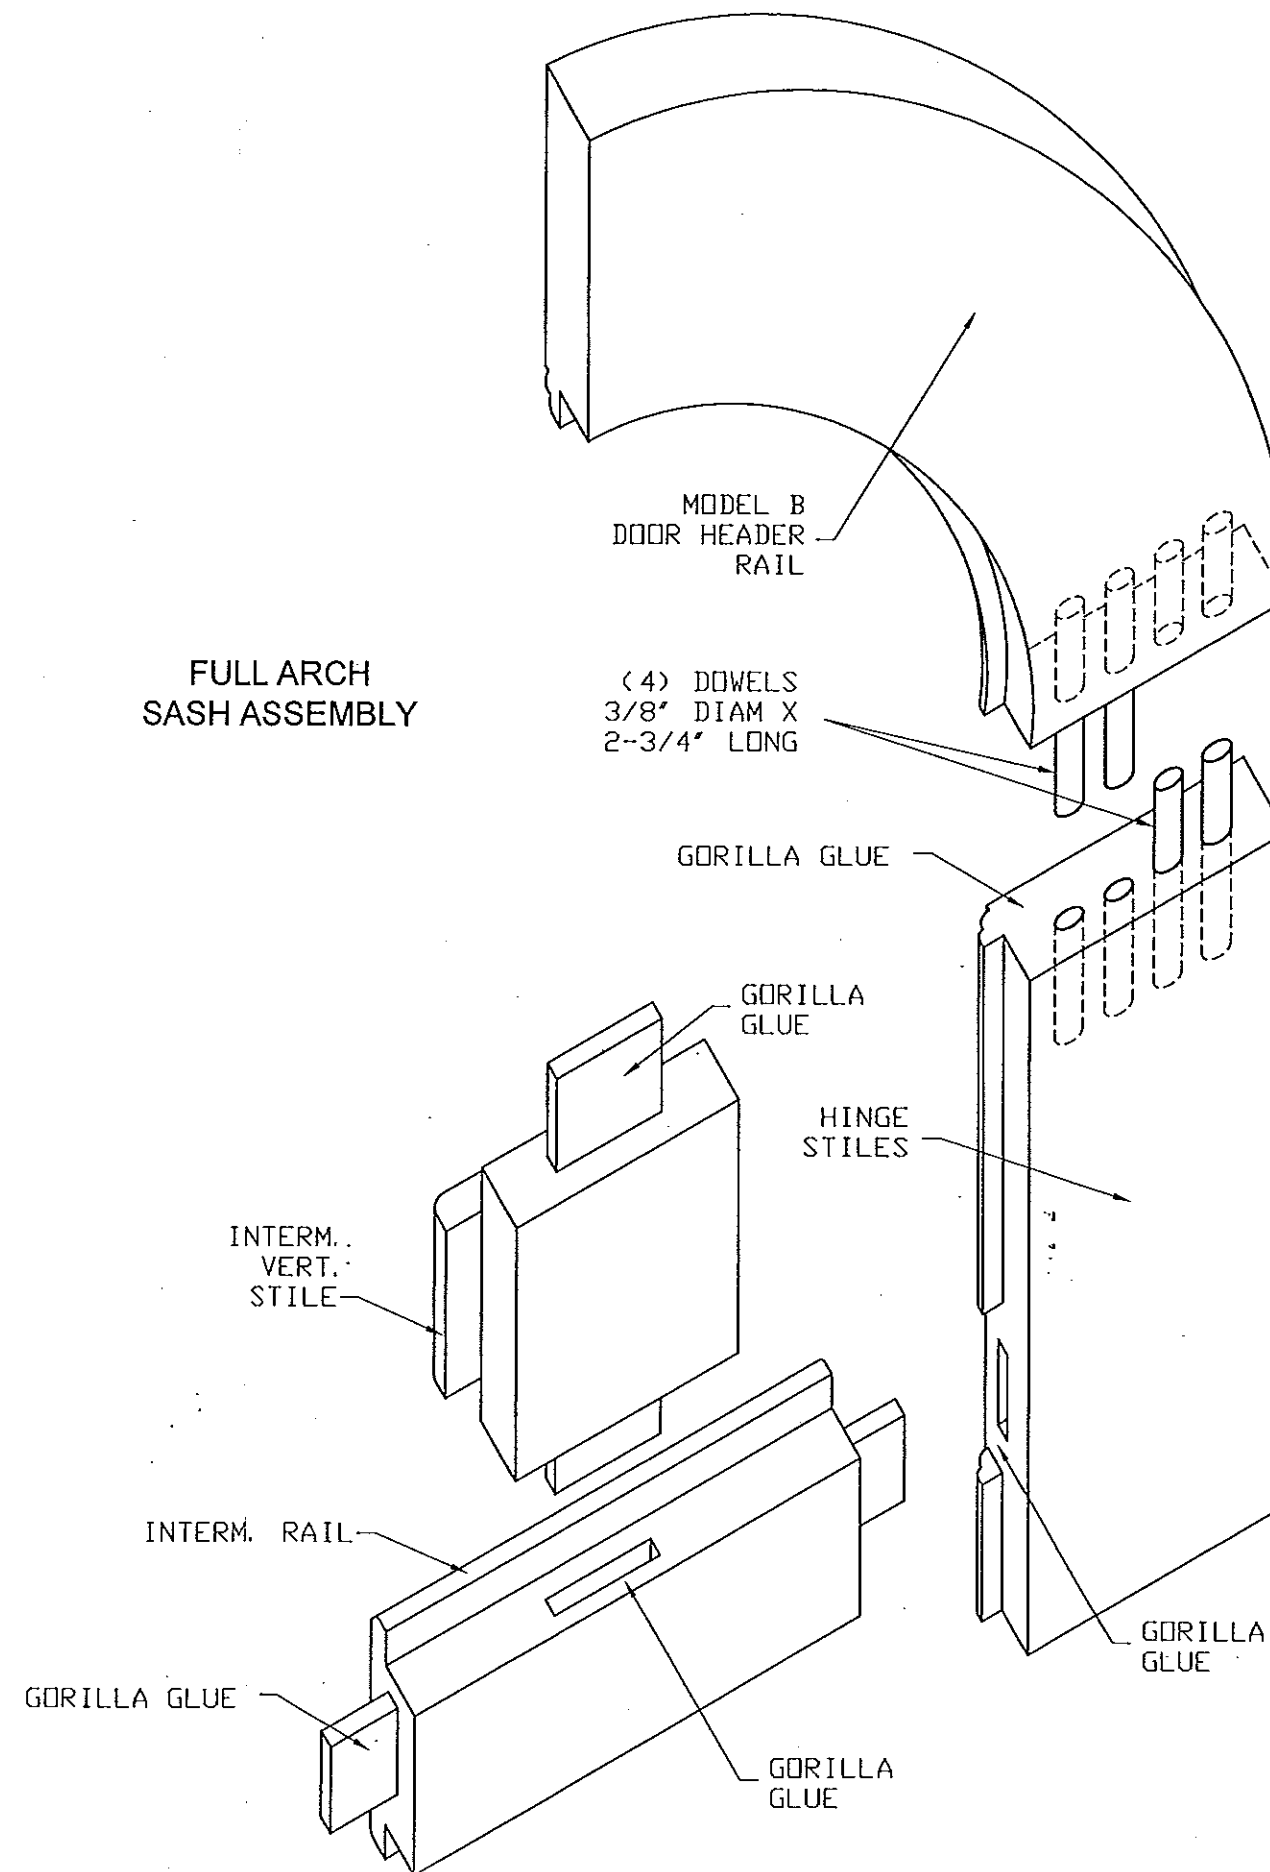 MODEL B
DOOR HEADER
RAIL
FULL ARCH
SASH ASSEMBLY
(4) DOWELS
3/8" DIAM X
2-3/4" LONG
GORILLA GLUE
GORILLA
GLUE
HINGE
STILES
INTERM.
VERT.
STILE
INTERM. RAIL
GORILLA
GLUE
GORILLA GLUE
GORILLA
GLUE